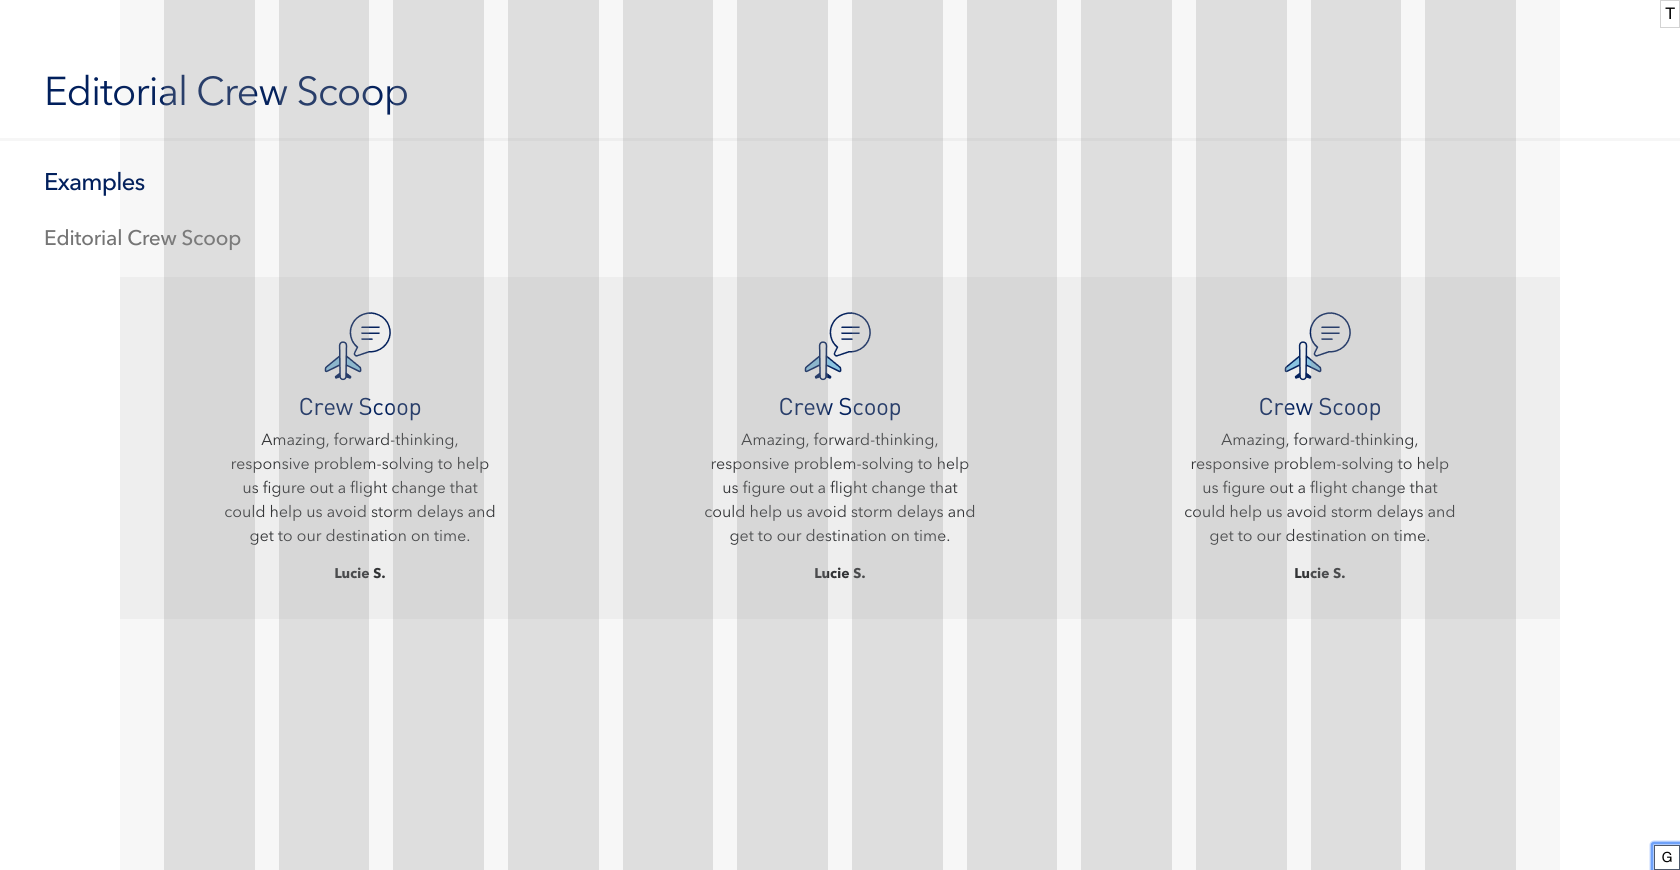 T
Editorial Crew Scoop
Examples
Editorial Crew Scoop
Crew Scoop
Amazing, forward-thinking,
responsive problem-solving to help
us figure out a flight change that
could help us avoid storm delays and
get to our destination on time.
Lucie S.
Crew Scoop
Amazing, forward-thinking,
responsive problem-solving to help
us figure out a flight change that
could help us avoid storm delays and
get to our destination on time.
Lucie S.
Crew Scoop
Amazing, forward-thinking,
responsive problem-solving to help
us figure out a flight change that
could help us avoid storm delays and
get to our destination on time.
Lucie S.
G